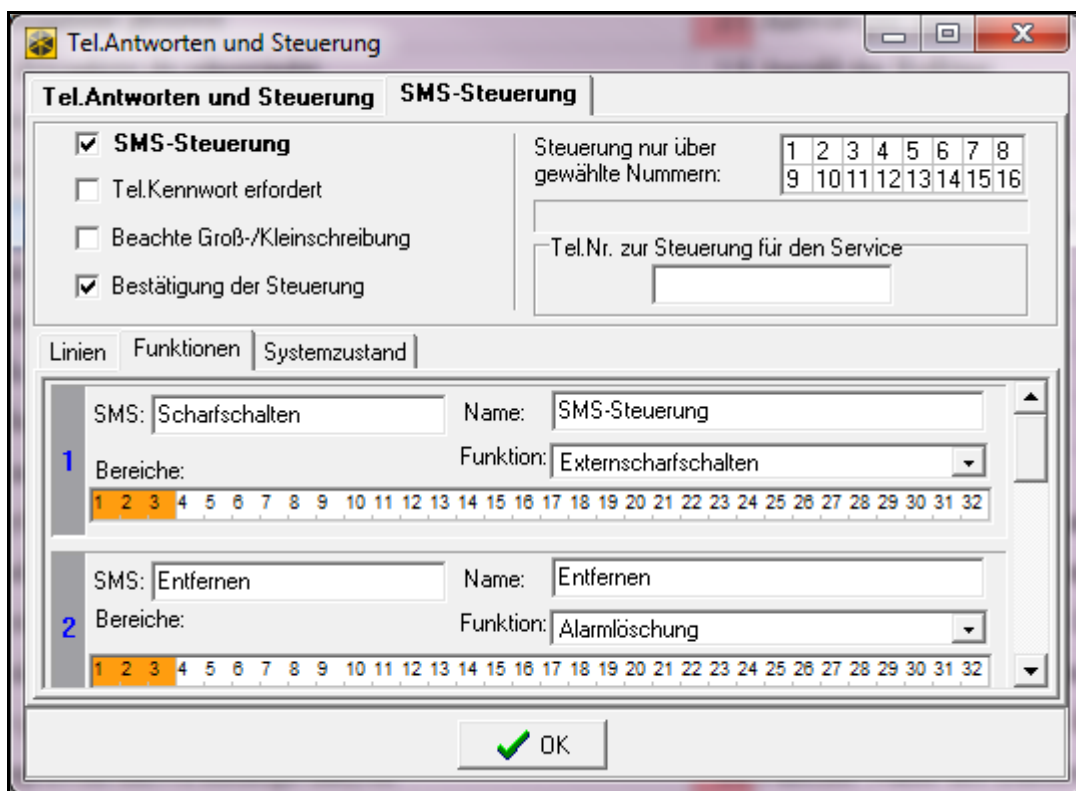 Tel.Antworten und Steuerung
Tel.Antworten und Steuerung SMS-Steuerung
SMS-Steuerung
Tel.Kennwort erfordert
Beachte Groß-/Kleinschreibung
Bestätigung der Steuerung
Steuerung nur über
gewählte Nummern:
1 2 3 4 5 6 7 8
9 10 11 12 13 14 15 16
Tel.Nr. zur Steuerung für den Service
Linien Funktionen Systemzustand
1
SMS: Scharfschalten Name: SMS-Steuerung
Bereiche: Funktion: Externscharfschalten
1 2 3 4 5 6 7 8 9 10 11 12 13 14 15 16 17 18 19 20 21 22 23 24 25 26 27 28 29 30 31 32
2
SMS: Entfernen Name: Entfernen
Bereiche: Funktion: Alarmlöschung
1 2 3 4 5 6 7 8 9 10 11 12 13 14 15 16 17 18 19 20 21 22 23 24 25 26 27 28 29 30 31 32
OK